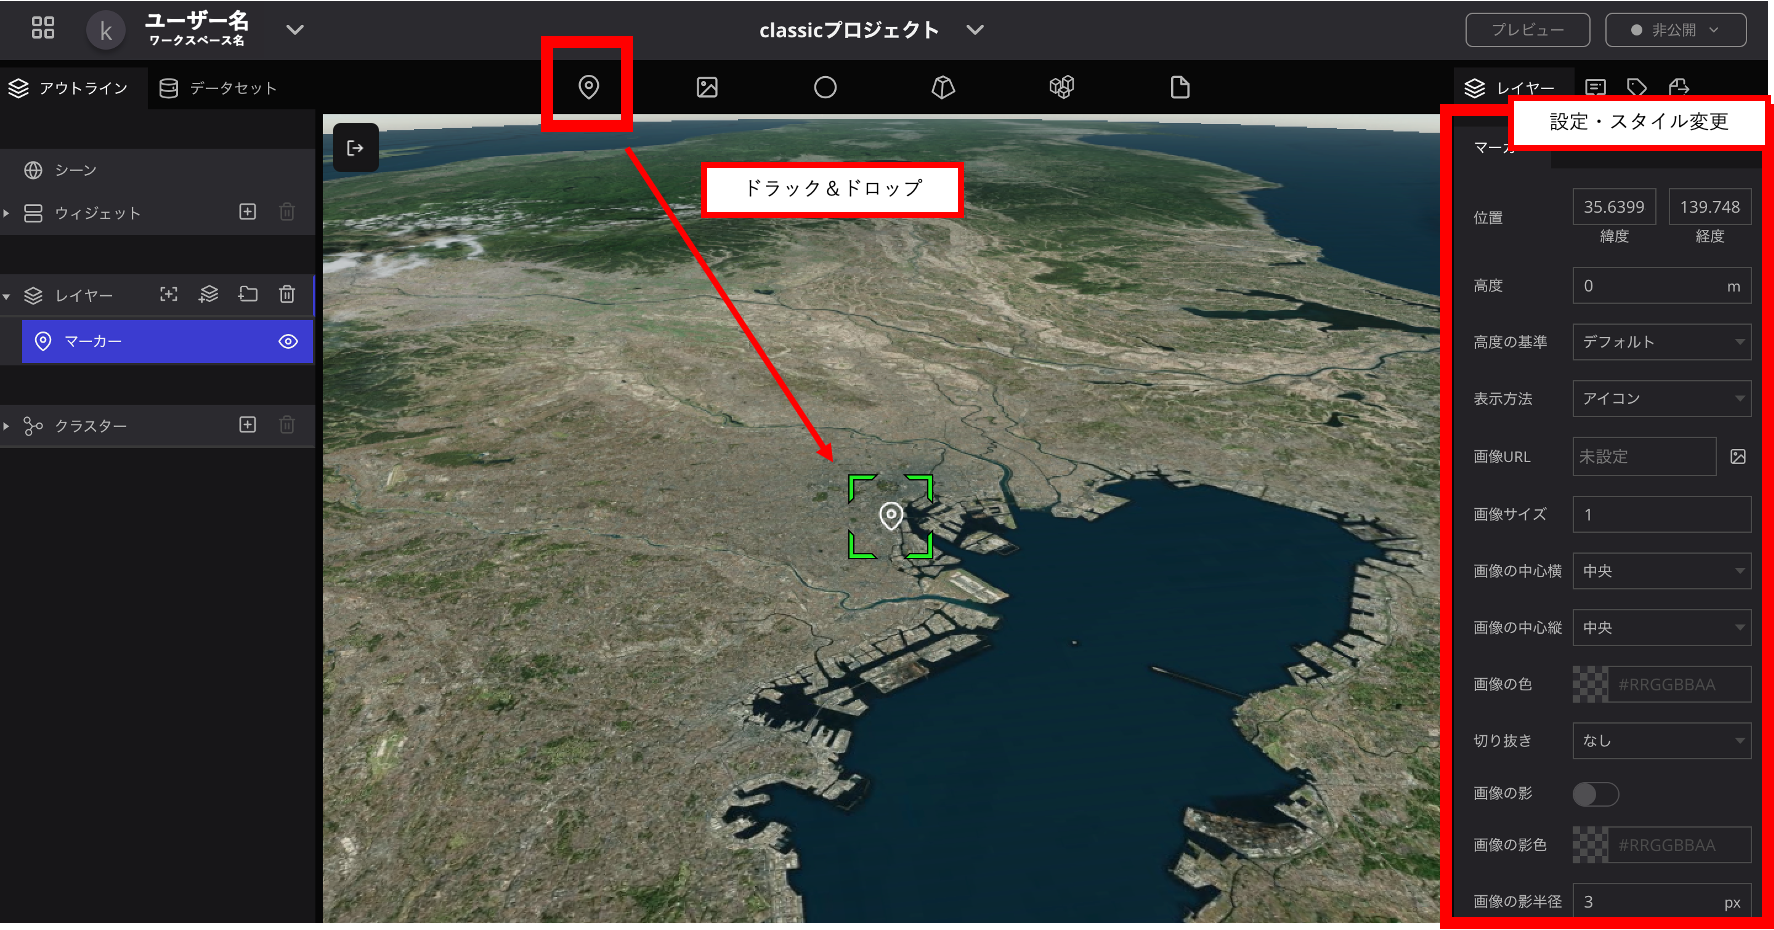 k
ユーザー名
ワークスペース名
classicプロジェクト
プレビュー
非公開
アウトライン
データセット
レイヤー
設定・スタイル変更
シーン
ウィジェット
レイヤー
マーカー
クラスター
ドラック＆ドロップ
マーカ
位置
35.6399
139.748
緯度
経度
高度
0
m
高度の基準
デフォルト
表示方法
アイコン
画像URL
未設定
画像サイズ
1
画像の中心横
中央
画像の中心縦
中央
画像の色
#RRGGBBAA
切り抜き
なし
画像の影
画像の影色
#RRGGBBAA
画像の影半径
3
px